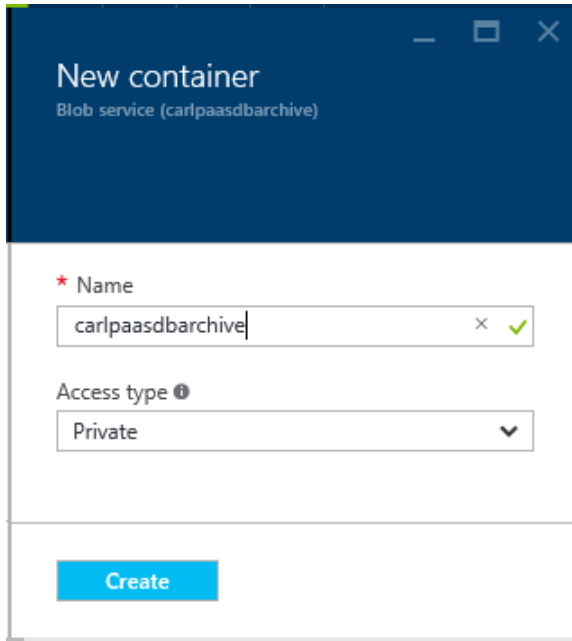 New container
Blob service (carlpaasdbarchive)
* Name
carlpaasdbarchive
Access type
Private
Create